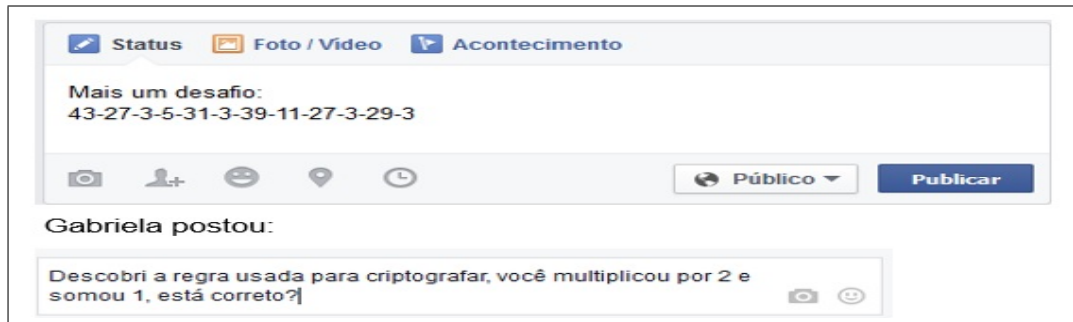 Status Foto / Vídeo Acontecimento
Mais um desafio:
43-27-3-5-31-3-39-11-27-3-29-3
Público Publicar
Gabriela postou:
Descobri a regra usada para criptografar, você multiplicou por 2 e
somou 1, está correto?